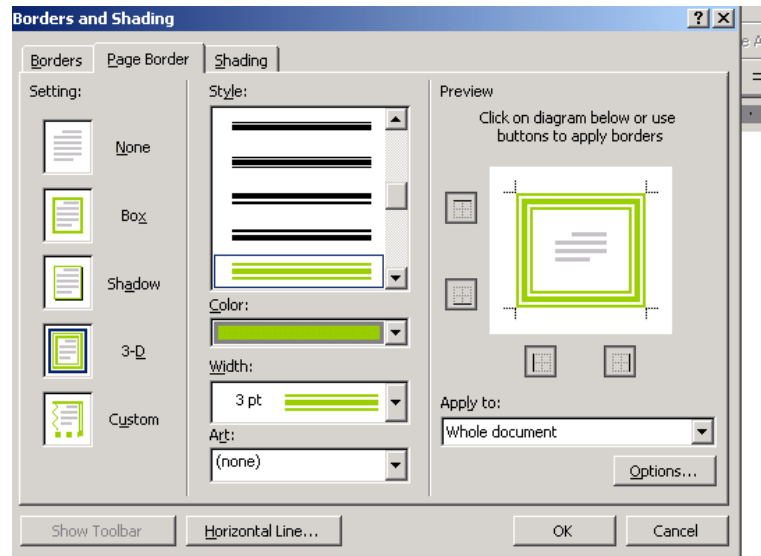 Borders and Shading
e A
Borders
Page Border
Shading
Setting:
None
Box
Shadow
3-D
Custom
Style:
Color:
Width:
3 pt
Art:
(none)
Preview
Click on diagram below or use
buttons to apply borders
Apply to:
Whole document
Options...
Show Toolbar
Horizontal Line...
OK
Cancel